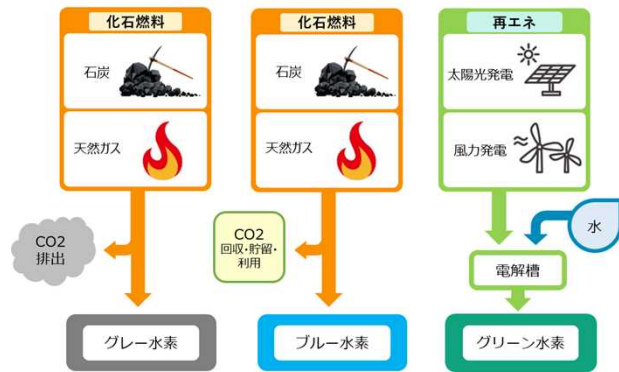 化石燃料
石炭
天然ガス
CO2
排出
グレー水素
化石燃料
石炭
天然ガス
CO2
回収・貯留・
利用
ブルー水素
再エネ
太陽光発電
風力発電
水
電解槽
グリーン水素